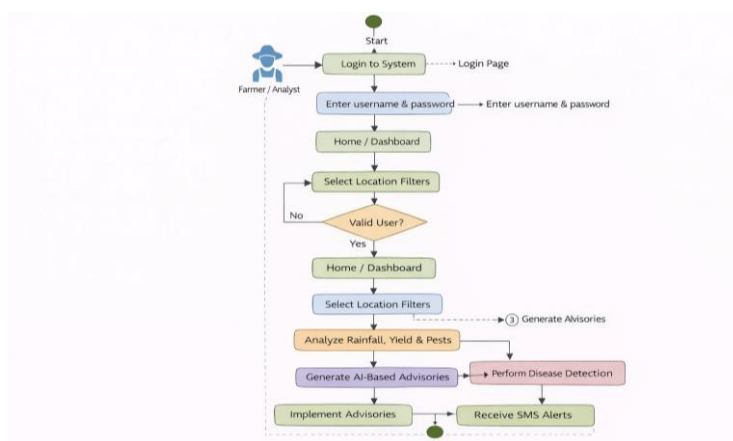 Start
Login to System
Login Page
Farmer / Analyst
Enter username & password
Enter username & password
Home / Dashboard
Select Location Filters
No
Valid User?
Yes
Home / Dashboard
Select Location Filters
3 Generate Alvisories
Analyze Rainfall, Yield & Pests
Generate AI-Based Advisories
Perform Disease Detection
Implement Advisories
Receive SMS Alerts